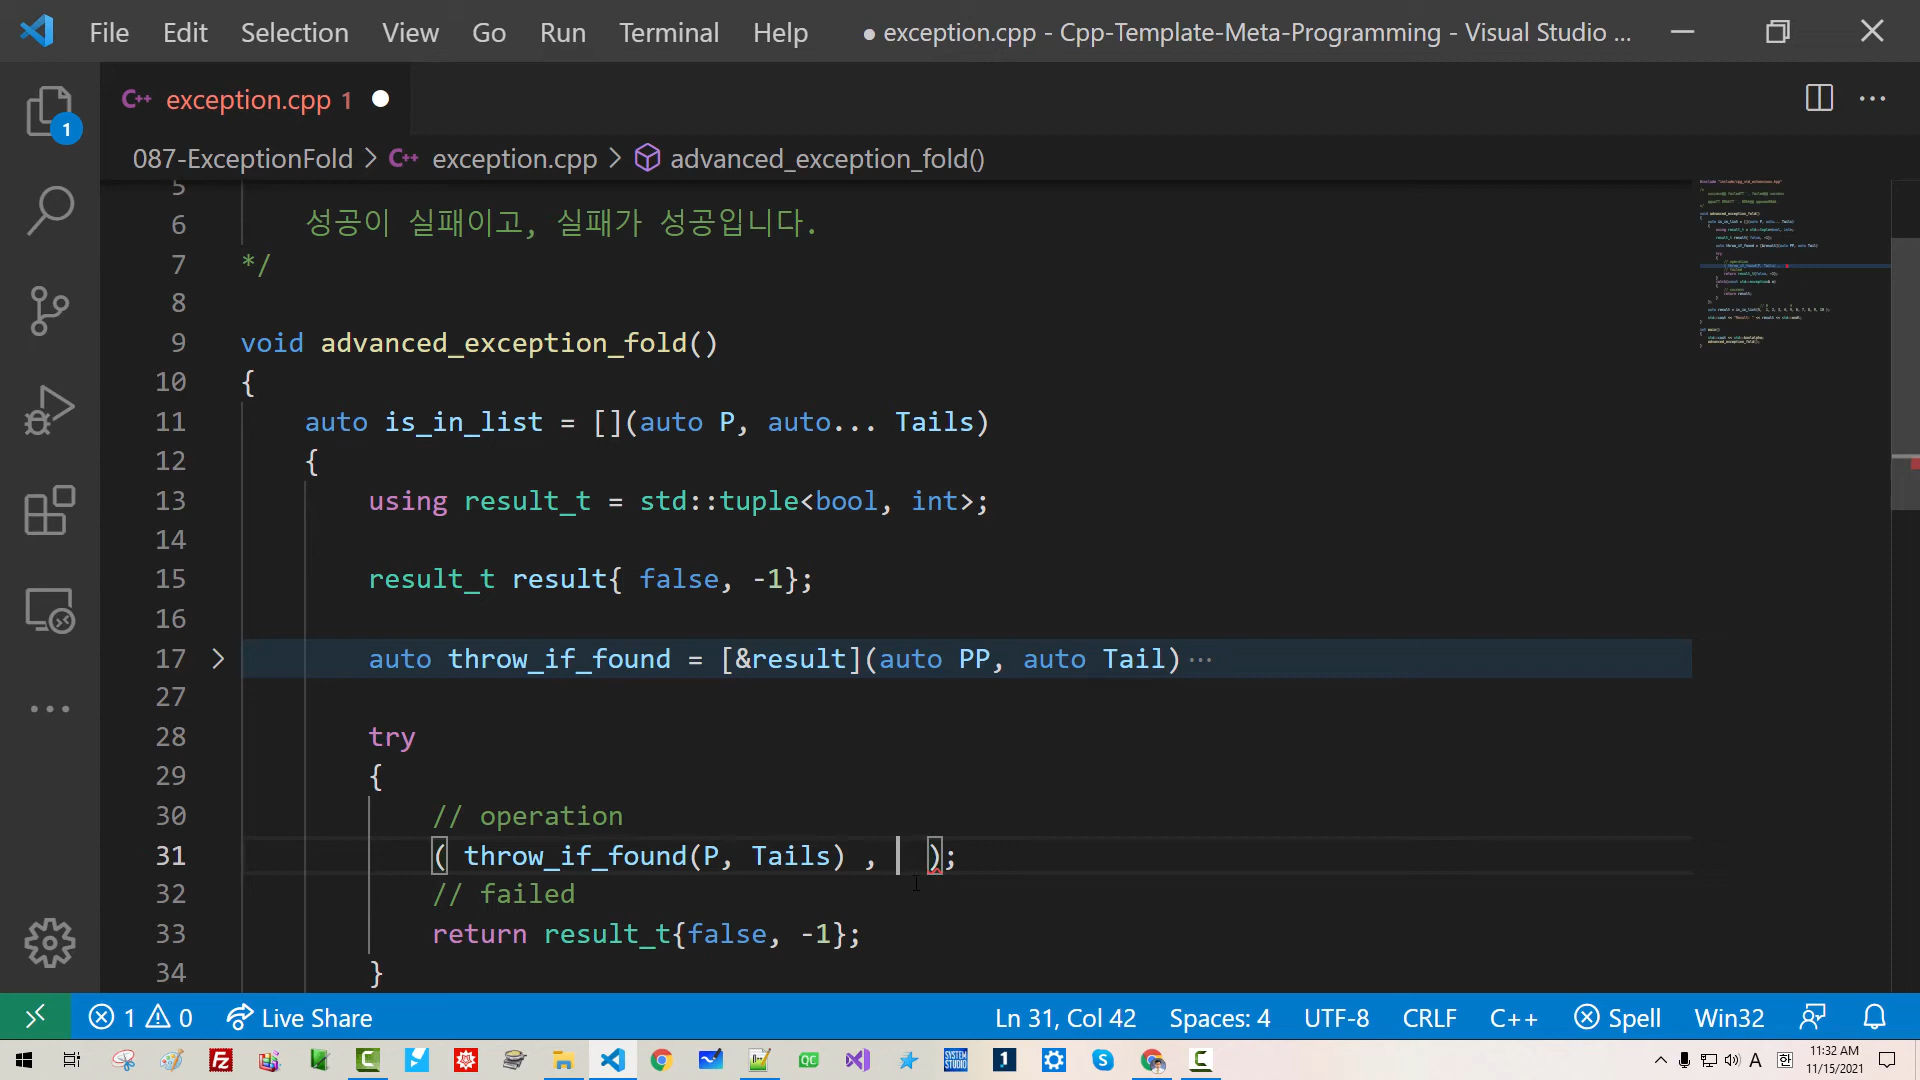 File Edit Selection View Go Run Terminal Help ● exception.cpp - Cpp-Template-Meta-Programming - Visual Studio ...
C++ exception.cpp 1
087-ExceptionFold > C++ exception.cpp > advanced_exception_fold()
5
6 성공이 실패이고, 실패가 성공입니다.
7 */
8
9 void advanced_exception_fold()
10 {
11 auto is_in_list = [](auto P, auto... Tails)
12 {
13 using result_t = std::tuple<bool, int>;
14
15 result_t result{ false, -1};
16
17 auto throw_if_found = [&result](auto PP, auto Tail)···
27
28 try
29 {
30 // operation
31 ( throw_if_found(P, Tails) , );
32 // failed
33 return result_t{false, -1};
34 }
1
1 0 Live Share Ln 31, Col 42 Spaces: 4 UTF-8 CRLF C++ Spell Win32
A 한 11:32 AM
11/15/2021